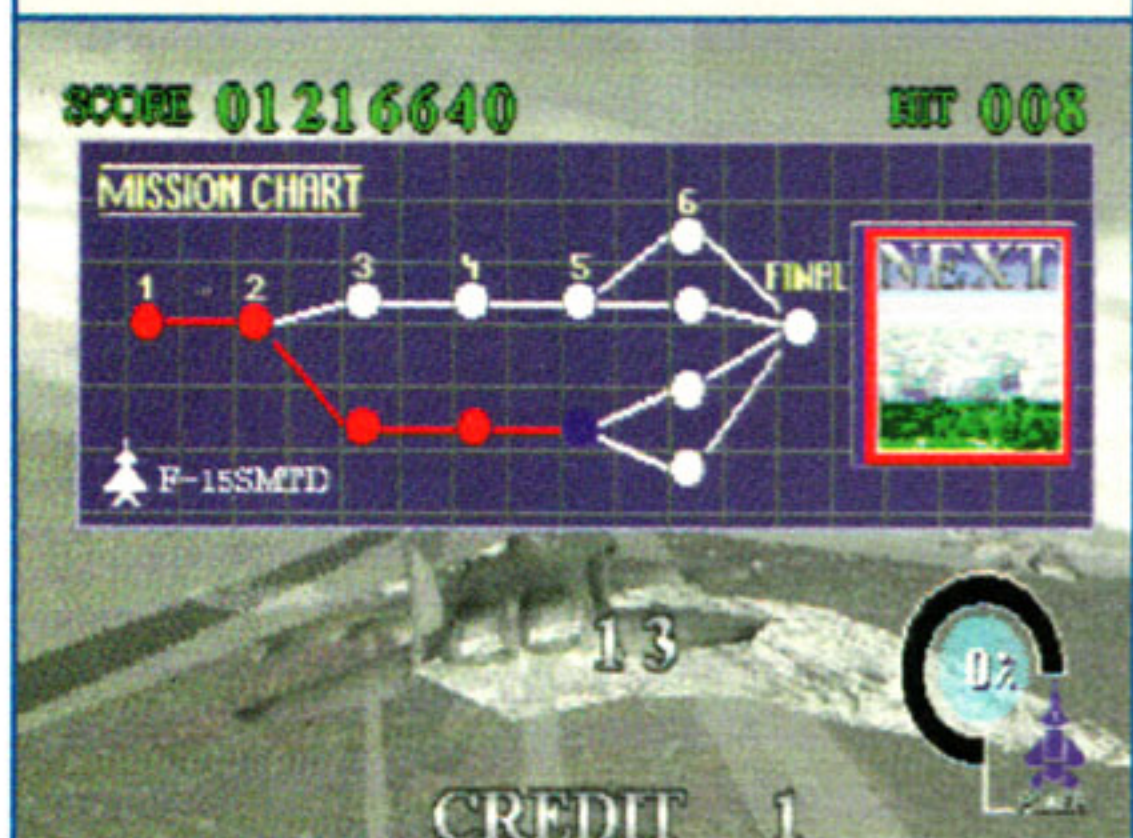 SCORE 01216640 HIT 008
MISSION CHART
6
3 4 5
1 2
FINAL
NEXT
F-15SMTD
13
0%
CREDIT 1